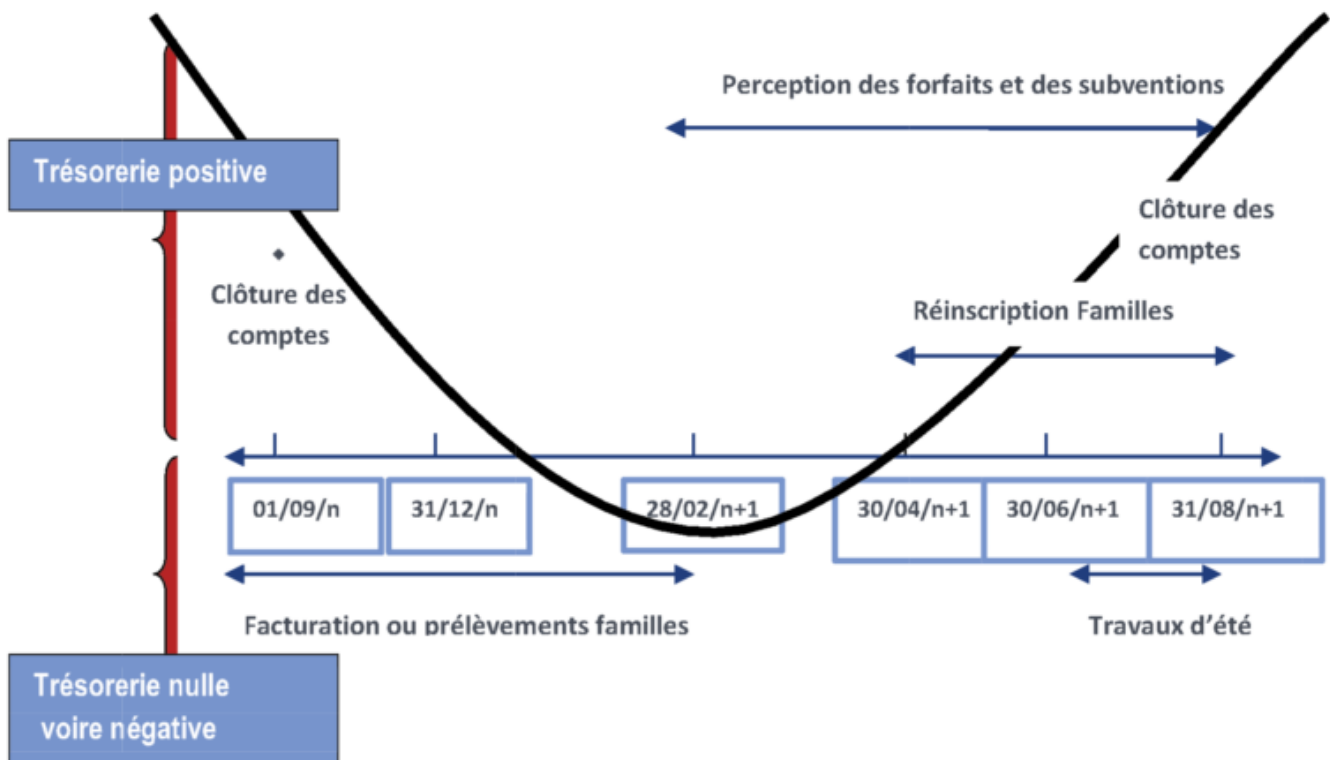 Perception des forfaits et des subventions
Trésorerie positive
Clôture des
comptes
Clôture des
comptes
Réinscription Familles
01/09/n
31/12/n
28/02/n+1
30/04/n+1
30/06/n+1
31/08/n+1
Facturation ou prélèvements familles
Travaux d'été
Trésorerie nulle
voire négative